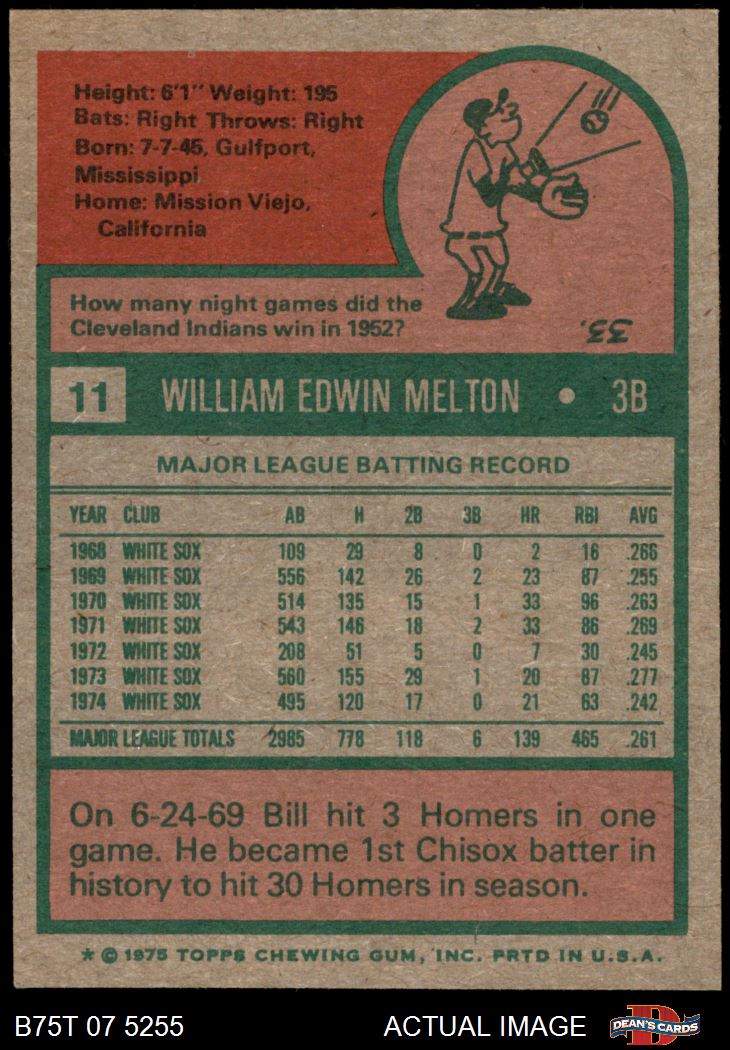 Height: 6'1" Weight: 195
Bats: Right Throws: Right
Born: 7-7-45, Gulfport,
Mississippi
Home: Mission Viejo,
California
How many night games did the
Cleveland Indians win in 1952?
33.
11 WILLIAM EDWIN MELTON • 3B
MAJOR LEAGUE BATTING RECORD
YEAR CLUB AB H 2B 3B HR RBI AVG
1968 WHITE SOX 109 29 8 0 2 16 .266
1969 WHITE SOX 556 142 26 2 23 87 .255
1970 WHITE SOX 514 135 15 1 33 96 .263
1971 WHITE SOX 543 146 18 2 33 86 .269
1972 WHITE SOX 208 51 5 0 7 30 .245
1973 WHITE SOX 560 155 29 1 20 87 .277
1974 WHITE SOX 495 120 17 0 21 63 .242
MAJOR LEAGUE TOTALS 2985 778 118 6 139 465 .261
On 6-24-69 Bill hit 3 Homers in one
game. He became 1st Chisox batter in
history to hit 30 Homers in season.
* © 1975 TOPPS CHEWING GUM, INC. PRTD IN U.S.A.
B75T 07 5255 ACTUAL IMAGE DEAN'S CARDS